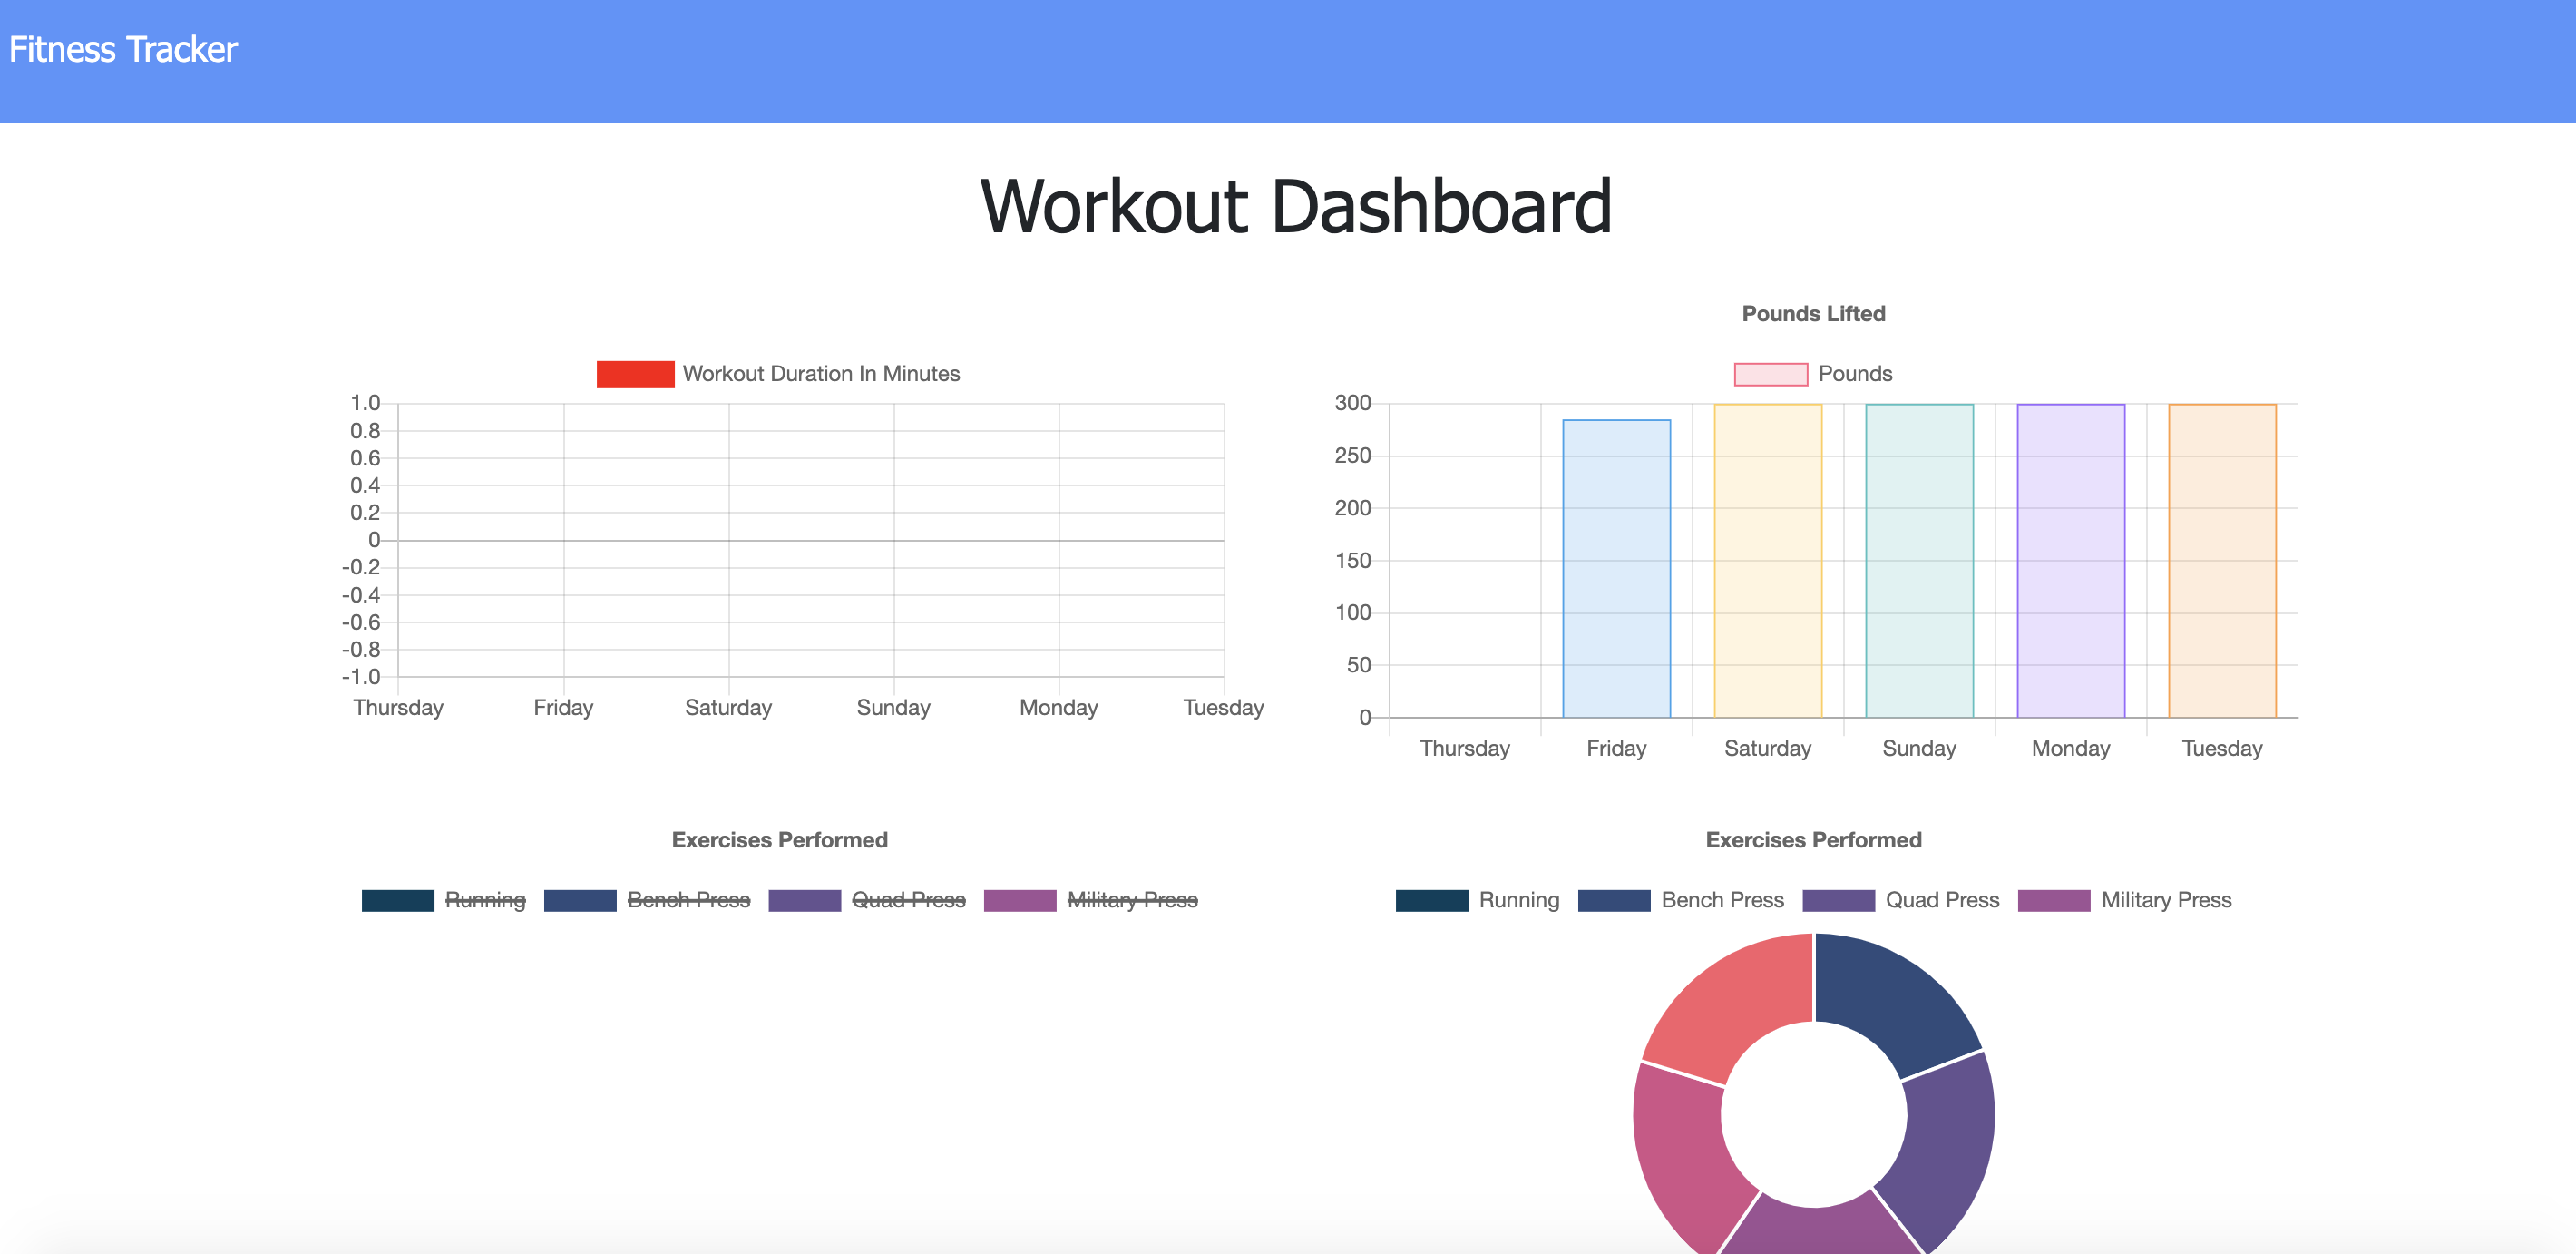 Fitness Tracker
Workout Dashboard
Workout Duration In Minutes
1.0
0.8
0.6
0.4
0.2
0
-0.2
-0.4
-0.6
-0.8
-1.0
Thursday Friday Saturday Sunday Monday Tuesday
Pounds Lifted
Pounds
300
250
200
150
100
50
0
Thursday Friday Saturday Sunday Monday Tuesday
Exercises Performed
Running Bench Press Quad Press Military Press
Exercises Performed
Running Bench Press Quad Press Military Press